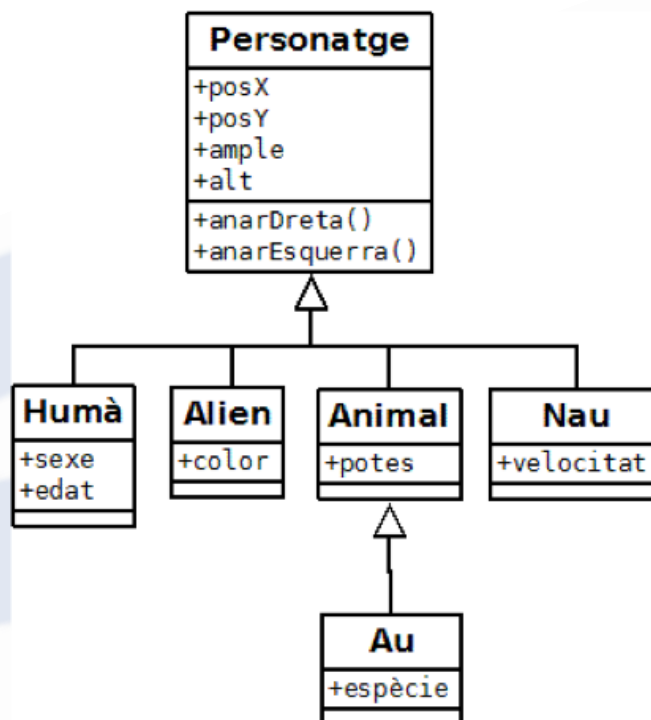 Personatge
+posX
+posY
+ample
+alt
+anarDreta()
+anarEsquerra()
Humà
+sexe
+edat
Alien
+color
Animal
+potes
Nau
+velocitat
Au
+espècie